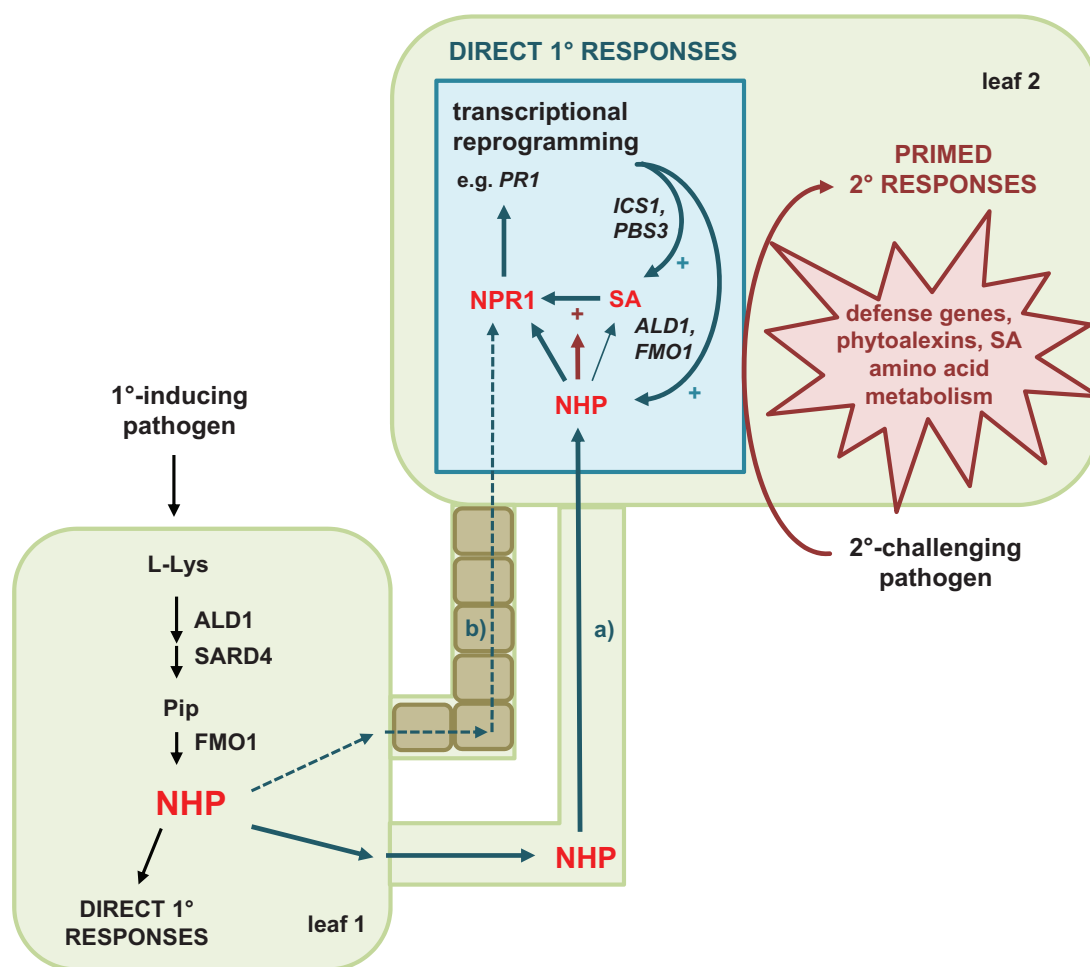 DIRECT 1° RESPONSES
leaf 2
transcriptional
reprogramming
e.g. PR1
ICS1,
PBS3
+
NPR1
SA
+
ALD1,
FMO1
NHP
+
PRIMED
2° RESPONSES
defense genes,
phytoalexins, SA
amino acid
metabolism
2°-challenging
pathogen
1°-inducing
pathogen
L-Lys
ALD1
SARD4
Pip
FMO1
NHP
DIRECT 1°
RESPONSES
leaf 1
b)
a)
NHP